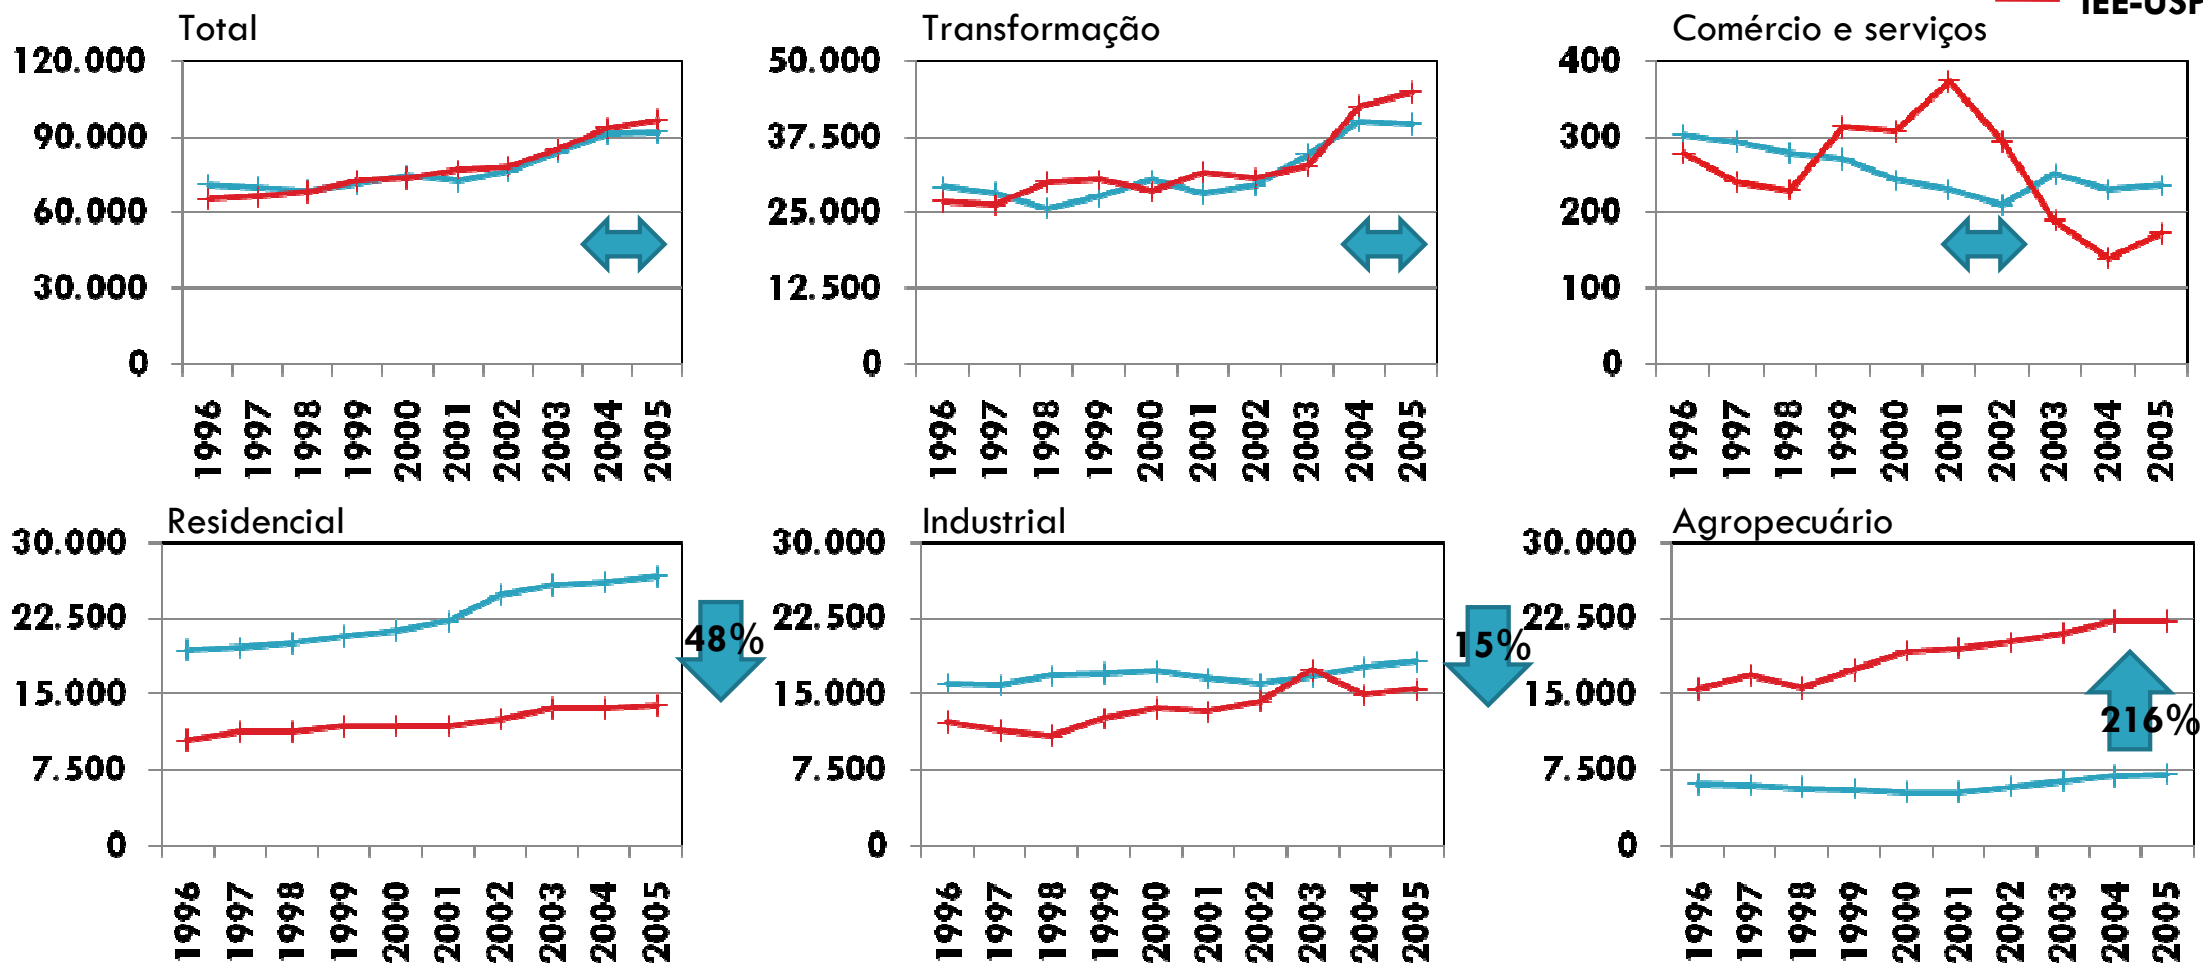 IEE-USP
Total
120.000
90.000
60.000
30.000
0
1996 1997 1998 1999 2000 2001 2002 2003 2004 2005
Transformação
50.000
37.500
25.000
12.500
0
1996 1997 1998 1999 2000 2001 2002 2003 2004 2005
Comércio e serviços
400
300
200
100
0
1996 1997 1998 1999 2000 2001 2002 2003 2004 2005
Residencial
30.000
22.500
15.000
7.500
0
1996 1997 1998 1999 2000 2001 2002 2003 2004 2005
48%
Industrial
30.000
22.500
15.000
7.500
0
1996 1997 1998 1999 2000 2001 2002 2003 2004 2005
15%
Agropecuário
30.000
22.500
15.000
7.500
0
1996 1997 1998 1999 2000 2001 2002 2003 2004 2005
216%